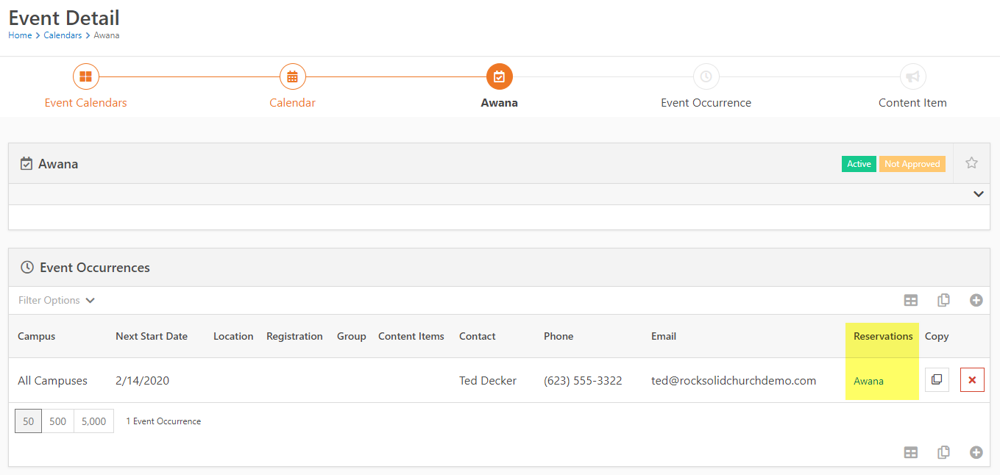 Event Detail
Home > Calendars > Awana
Event Calendars Calendar Awana Event Occurrence Content Item
Awana Active Not Approved
Event Occurrences
Filter Options
Campus Next Start Date Location Registration Group Content Items Contact Phone Email Reservations Copy
All Campuses 2/14/2020 Ted Decker (623) 555-3322 ted@rocksolidchurchdemo.com Awana
50 500 5,000 1 Event Occurrence